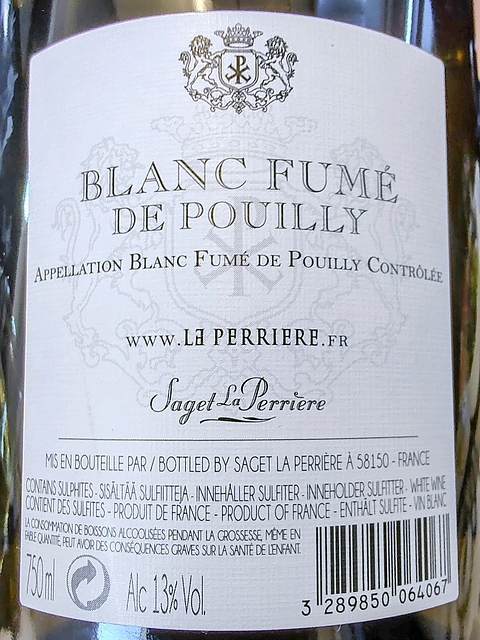 BLANC FUMÉ
DE POUILLY
APPELLATION BLANC FUMÉ DE POUILLY CONTRÔLÉE
WWW.LA PERRIERE.FR
Saget La Perrière
MIS EN BOUTEILLE PAR / BOTTLED BY SAGET LA PERRIÈRE À 58150 - FRANCE
CONTAINS SULPHITES - SISÄLTÄÄ SULFIITTEJA - INNEHÅLLER SULFITER - INNEHOLDER SULFITTER - WHITE WINE
CONTIENT DES SULFITES - PRODUIT DE FRANCE - PRODUCT OF FRANCE - ENTHÄLT SULFITE - VIN BLANC
LA CONSOMMATION DE BOISSONS ALCOOLISÉES PENDANT LA GROSSESSE, MÊME EN
FAIBLE QUANTITÉ, PEUT AVOIR DES CONSÉQUENCES GRAVES SUR LA SANTÉ DE L'ENFANT.
750 ml Alc 13% Vol.
3 289850 064067